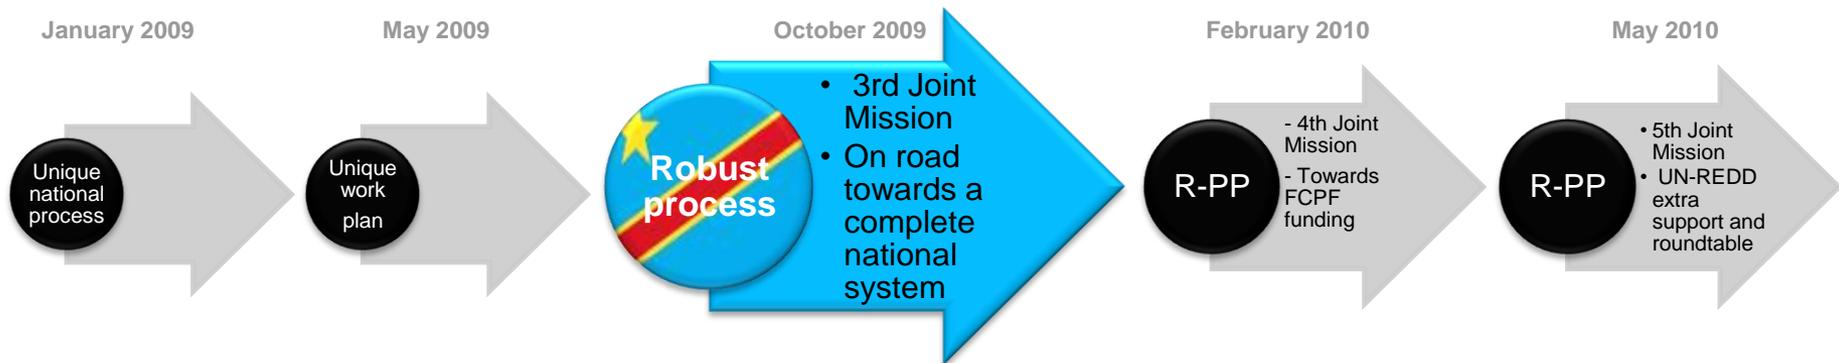 January 2009
May 2009
October 2009
February 2010
May 2010
Unique
national
process
Unique
work
plan
Robust
process
• 3rd Joint
Mission
• On road
towards a
complete
national
system
R-PP
- 4th Joint
Mission
- Towards
FCPF
funding
R-PP
• 5th Joint
Mission
• UN-REDD
extra
support and
roundtable